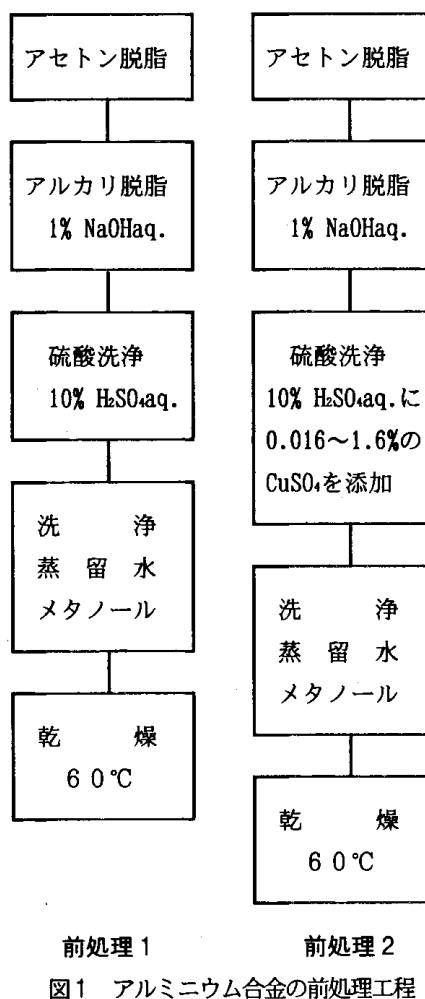 アセトン脱脂
アルカリ脱脂
1% NaOHaq.
硫酸洗浄
10% H₂SO₄aq.
洗 浄
蒸 留 水
メタノール
乾 燥
60℃
前処理1
アセトン脱脂
アルカリ脱脂
1% NaOHaq.
硫酸洗浄
10% H₂SO₄aq.に
0.016~1.6%の
CuSO₄を添加
洗 浄
蒸 留 水
メタノール
乾 燥
60℃
前処理2
図1 アルミニウム合金の前処理工程